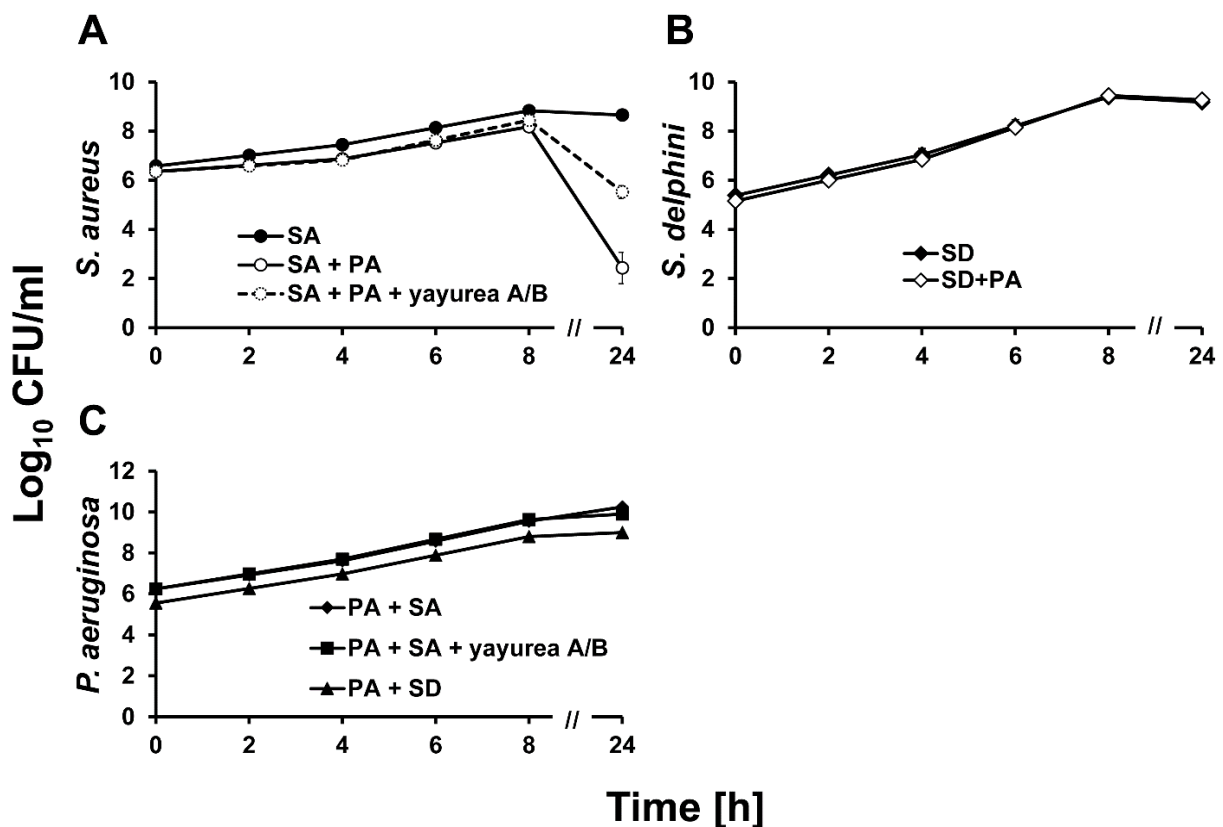 A
S. aureus
10
8
6
4
2
0
SA
SA + PA
SA + PA + yayurea A/B
0 2 4 6 8 // 24
B
S. delphini
10
8
6
4
2
0
SD
SD+PA
0 2 4 6 8 // 24
Log₁₀ CFU/ml
C
P. aeruginosa
12
10
8
6
4
2
0
PA + SA
PA + SA + yayurea A/B
PA + SD
0 2 4 6 8 // 24
Time [h]